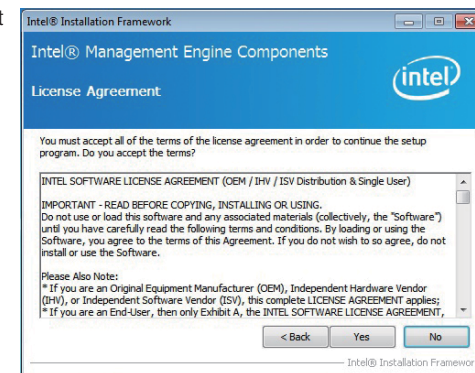 t
Intel® Installation Framework
Intel® Management Engine Components
License Agreement
intel
You must accept all of the terms of the license agreement in order to continue the setup
program. Do you accept the terms?
INTEL SOFTWARE LICENSE AGREEMENT (OEM / IHV / ISV Distribution & Single User)
IMPORTANT - READ BEFORE COPYING, INSTALLING OR USING.
Do not use or load this software and any associated materials (collectively, the "Software")
until you have carefully read the following terms and conditions. By loading or using the
Software, you agree to the terms of this Agreement. If you do not wish to so agree, do not
install or use the Software.
Please Also Note:
* If you are an Original Equipment Manufacturer (OEM), Independent Hardware Vendor
(IHV), or Independent Software Vendor (ISV), this complete LICENSE AGREEMENT applies;
* If you are an End-User, then only Exhibit A, the INTEL SOFTWARE LICENSE AGREEMENT,
< Back Yes No
Intel® Installation Framewor